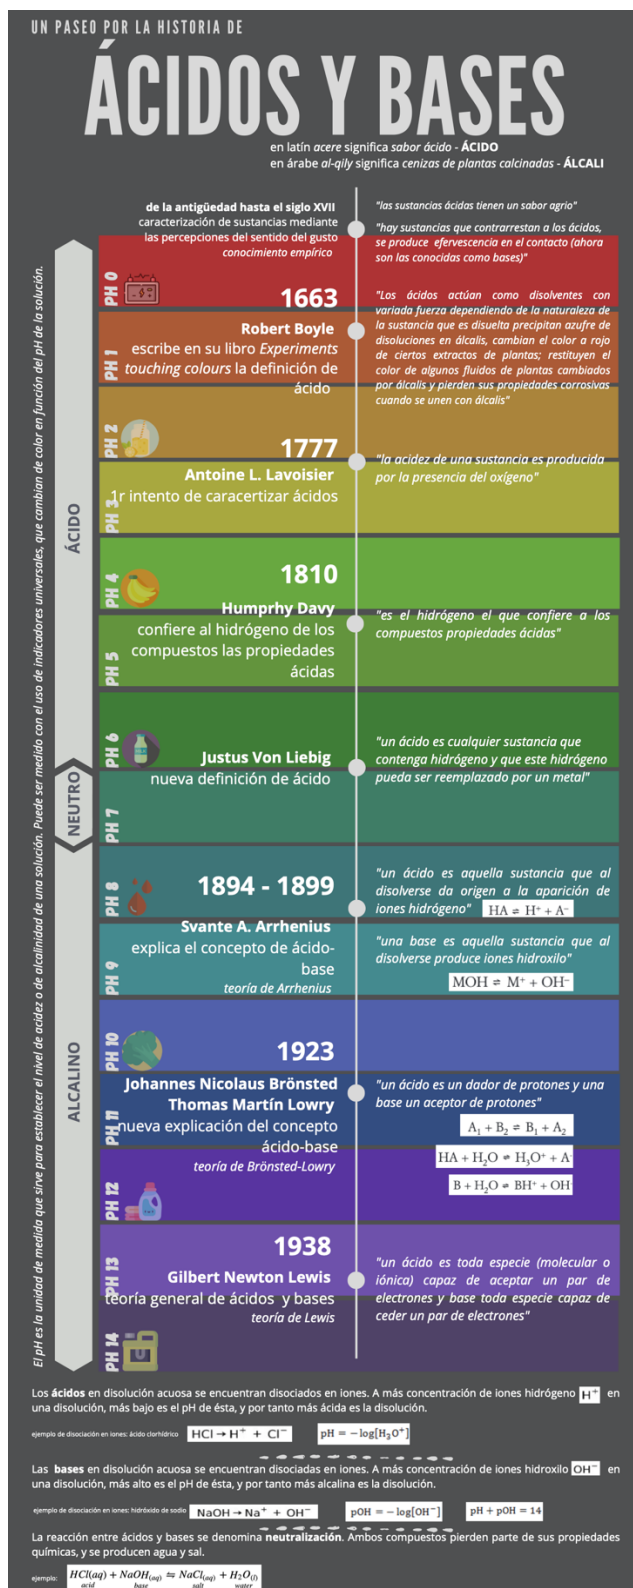 UN PASEO POR LA HISTORIA DE
ÁCIDOS Y BASES
en latín acere significa sabor ácido - ÁCIDO
en árabe al-qily significa cenizas de plantas calcinadas - ÁLCALI
de la antigüedad hasta el siglo XVII
caracterización de sustancias mediante
las percepciones del sentido del gusto
conocimiento empírico
"las sustancias ácidas tienen un sabor agrio"
"hay sustancias que contrarrestan a los ácidos,
se produce efervescencia en el contacto (ahora
son las conocidas como bases)"
PH 0
1663
Robert Boyle
escribe en su libro Experiments
touching colours la definición de
ácido
"Los ácidos actúan como disolventes con
variada fuerza dependiendo de la naturaleza de
la sustancia que es disuelta precipitan azufre de
disoluciones en álcalis, cambian el color a rojo
de ciertos extractos de plantas; restituyen el
color de algunos fluidos de plantas cambiados
por álcalis y pierden sus propiedades corrosivas
cuando se unen con álcalis"
PH 1
PH 2
1777
Antoine L. Lavoisier
1r intento de caracertizar ácidos
"la acidez de una sustancia es producida
por la presencia del oxígeno"
PH 3
PH 4
1810
Humprhy Davy
confiere al hidrógeno de los
compuestos las propiedades
ácidas
"es el hidrógeno el que confiere a los
compuestos propiedades ácidas"
PH 5
PH 6
Justus Von Liebig
nueva definición de ácido
"un ácido es cualquier sustancia que
contenga hidrógeno y que este hidrógeno
pueda ser reemplazado por un metal"
PH 7
PH 8
1894 - 1899
Svante A. Arrhenius
explica el concepto de ácido-
base
teoría de Arrhenius
"un ácido es aquella sustancia que al
disolverse da origen a la aparición de
iones hidrógeno" HA ⇌ H⁺ + A⁻
"una base es aquella sustancia que al
disolverse produce iones hidroxilo"
MOH ⇌ M⁺ + OH⁻
PH 9
PH 10
1923
Johannes Nicolaus Brönsted
Thomas Martín Lowry
nueva explicación del concepto
ácido-base
teoría de Brönsted-Lowry
"un ácido es un dador de protones y una
base un aceptor de protones"
A₁ + B₂ ⇌ B₁ + A₂
HA + H₂O ⇌ H₃O⁺ + A⁻
B + H₂O ⇌ BH⁺ + OH⁻
PH 11
PH 12
1938
Gilbert Newton Lewis
teoría general de ácidos y bases
teoría de Lewis
"un ácido es toda especie (molecular o
iónica) capaz de aceptar un par de
electrones y base toda especie capaz de
ceder un par de electrones"
PH 13
PH 14
ÁCIDO
NEUTRO
ALCALINO
El pH es la unidad de medida que sirve para establecer el nivel de acidez o de alcalinidad de una solución. Puede ser medido con el uso de indicadores universales, que cambian de color en función del pH de la solución.
Los ácidos en disolución acuosa se encuentran disociados en iones. A más concentración de iones hidrógeno H⁺ en
una disolución, más bajo es el pH de ésta, y por tanto más ácida es la disolución.
ejemplo de disociación en iones: ácido clorhídrico HCl → H⁺ + Cl⁻ pH = −log[H₃O⁺]
Las bases en disolución acuosa se encuentran disociadas en iones. A más concentración de iones hidroxilo OH⁻ en
una disolución, más alto es el pH de ésta, y por tanto más alcalina es la disolución.
ejemplo de disociación en iones: hidróxido de sodio NaOH → Na⁺ + OH⁻ pOH = −log[OH⁻] pH + pOH = 14
La reacción entre ácidos y bases se denomina neutralización. Ambos compuestos pierden parte de sus propiedades
químicas, y se producen agua y sal.
ejemplo: HCl(aq) + NaOH(aq) ⇋ NaCl(aq) + H₂O(l)
acid base salt water